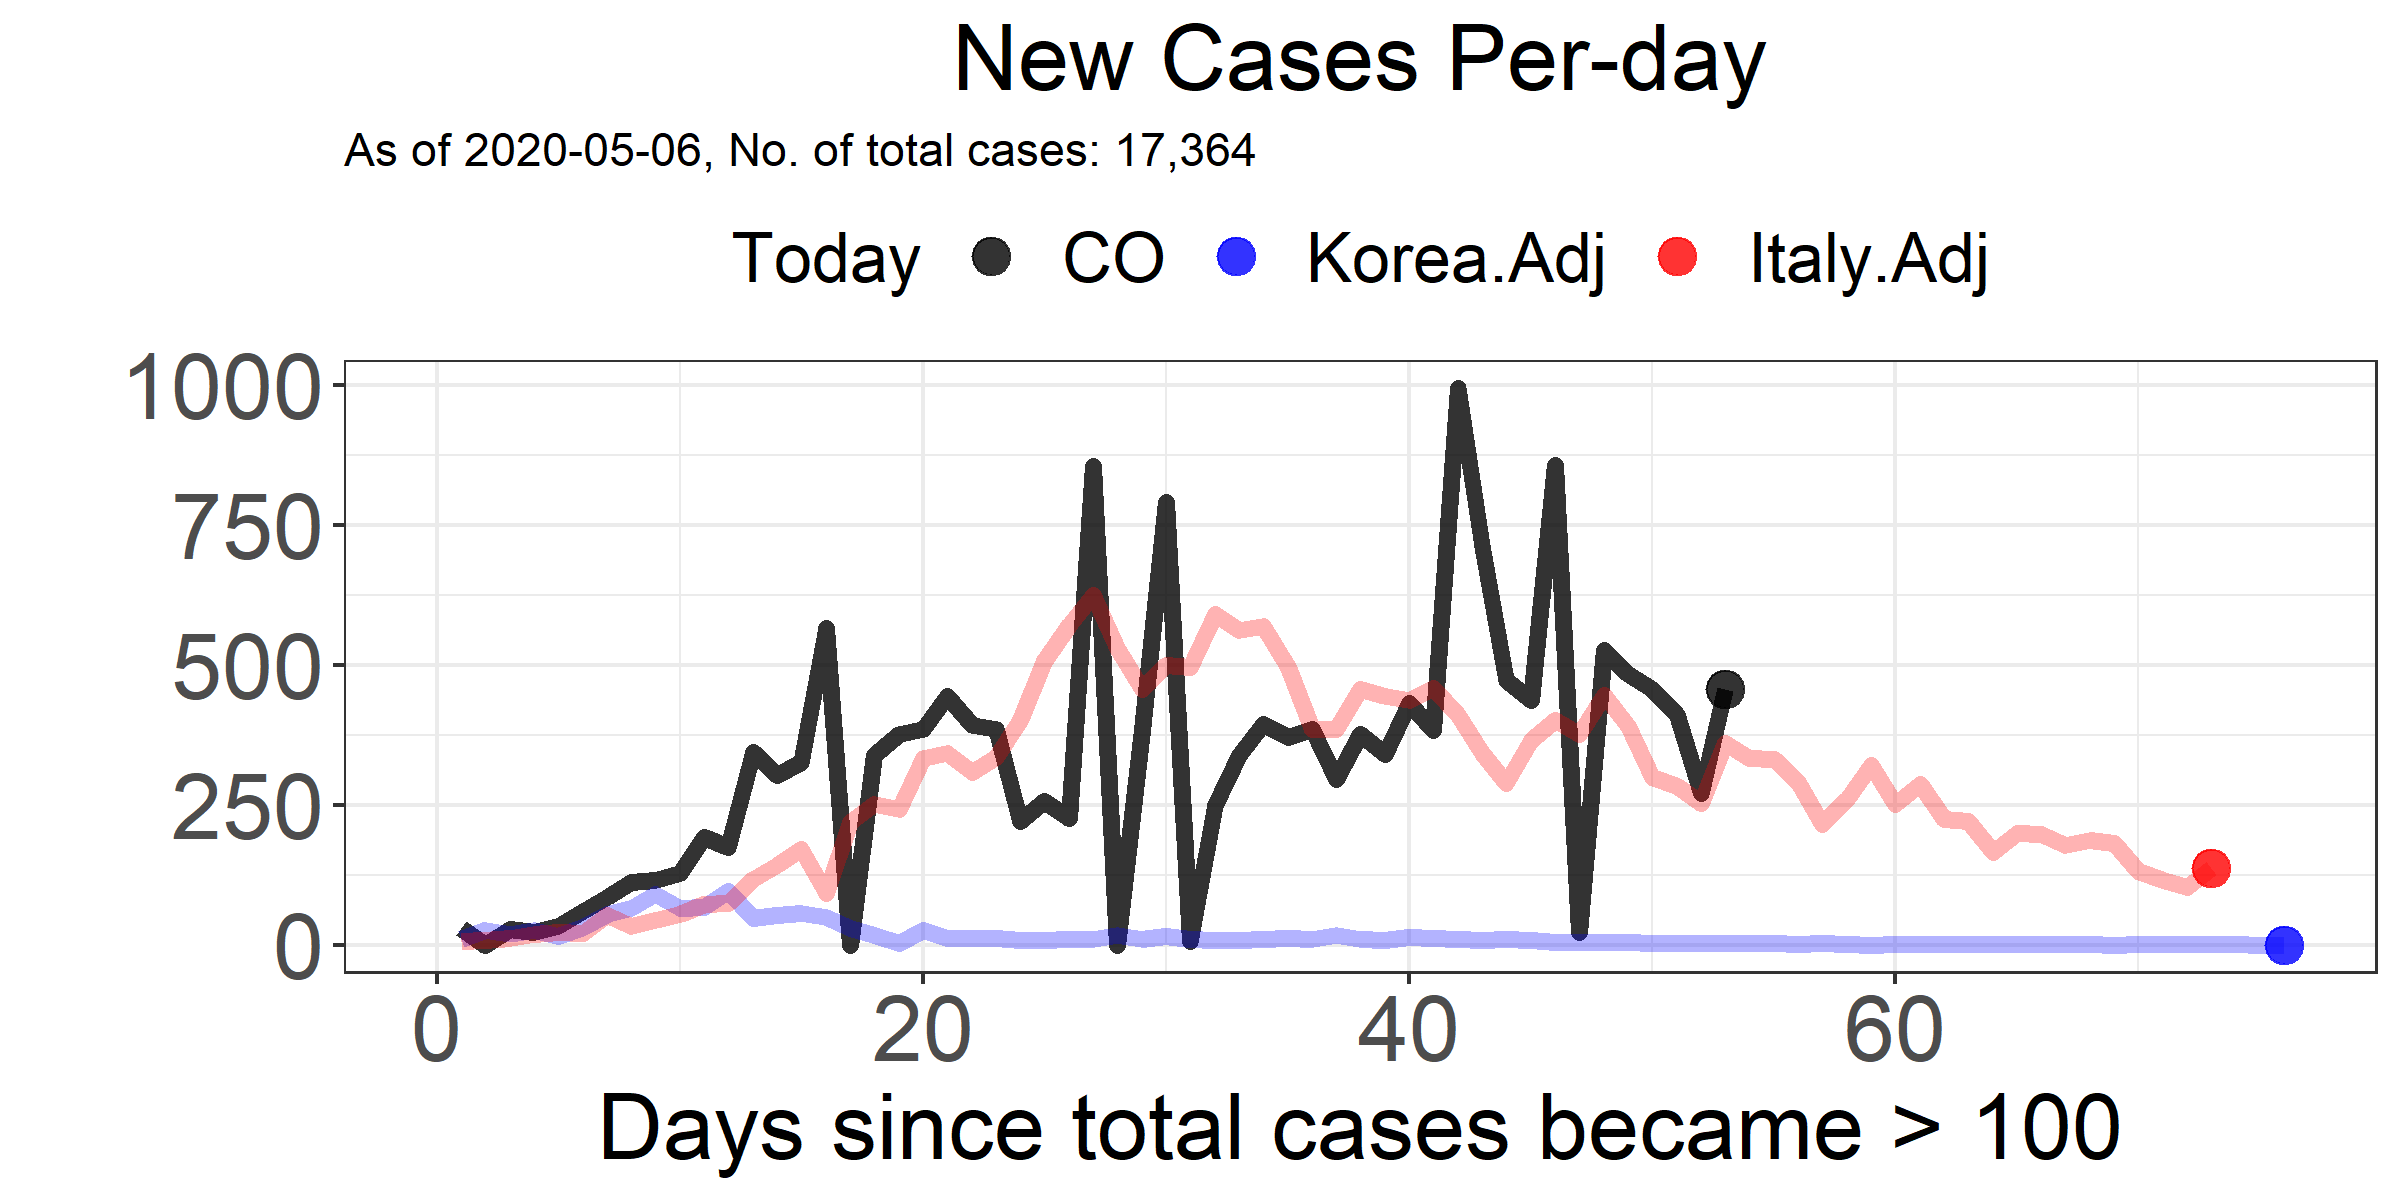 New Cases Per-day
As of 2020-05-06, No. of total cases: 17,364
Today CO Korea.Adj Italy.Adj
1000
750
500
250
0
0 20 40 60
Days since total cases became > 100